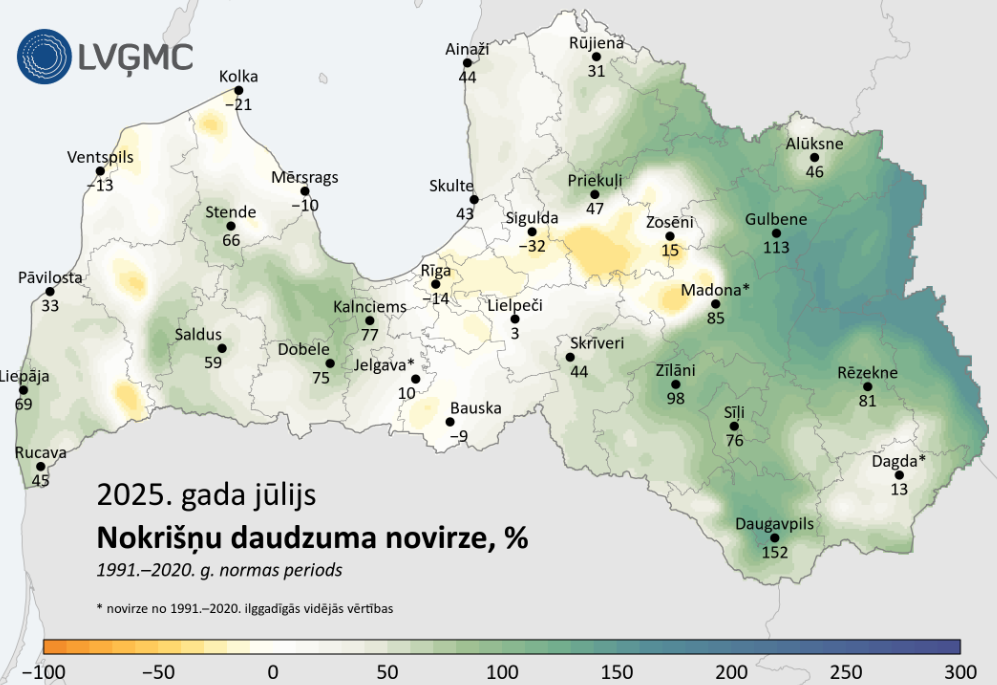 LVĢMC
Ainaži
44
Rūjiena
31
Kolka
−21
Alūksne
46
Ventspils
−13
Mērsrags
−10
Skulte
43
Priekuļi
47
Stende
66
Sigulda
−32
Zosēni
15
Gulbene
113
Rīga
−14
Pāvilosta
33
Madona*
85
Kalnciems
77
Lielpeči
3
Saldus
59
Dobele
75
Skrīveri
44
Jelgava*
10
Zīlāni
98
Rēzekne
81
Liepāja
69
Bauska
−9
Sīļi
76
Rucava
45
Dagda*
13
Daugavpils
152
2025. gada jūlijs
Nokrišņu daudzuma novirze, %
1991.–2020. g. normas periods
* novirze no 1991.–2020. ilggadīgās vidējās vērtības
−100 −50 0 50 100 150 200 250 300